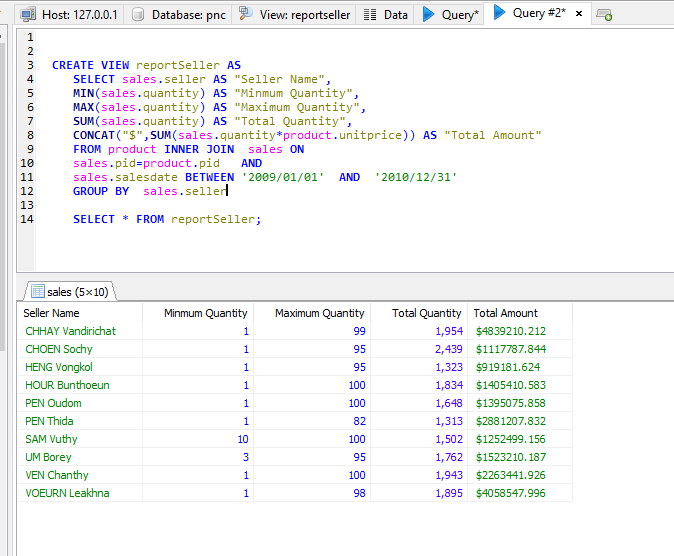 Host: 127.0.0.1 Database: pnc View: reportseller Data Query* Query #2* ×
1
2
3 CREATE VIEW reportSeller AS
4 SELECT sales.seller AS "Seller Name",
5 MIN(sales.quantity) AS "Minmum Quantity",
6 MAX(sales.quantity) AS "Maximum Quantity",
7 SUM(sales.quantity) AS "Total Quantity",
8 CONCAT("$",SUM(sales.quantity*product.unitprice)) AS "Total Amount"
9 FROM product INNER JOIN sales ON
10 sales.pid=product.pid AND
11 sales.salesdate BETWEEN '2009/01/01' AND '2010/12/31'
12 GROUP BY sales.seller
13
14 SELECT * FROM reportSeller;
sales (5×10)
Seller Name Minmum Quantity Maximum Quantity Total Quantity Total Amount
CHHAY Vandirichat 1 99 1,954 $4839210.212
CHOEN Sochy 1 95 2,439 $1117787.844
HENG Vongkol 1 95 1,323 $919181.624
HOUR Bunthoeun 1 100 1,834 $1405410.583
PEN Oudom 1 100 1,648 $1395075.858
PEN Thida 1 82 1,313 $2881207.832
SAM Vuthy 10 100 1,502 $1252499.156
UM Borey 3 95 1,762 $1523210.187
VEN Chanthy 1 100 1,943 $2263441.926
VOEURN Leakhna 1 98 1,895 $4058547.996